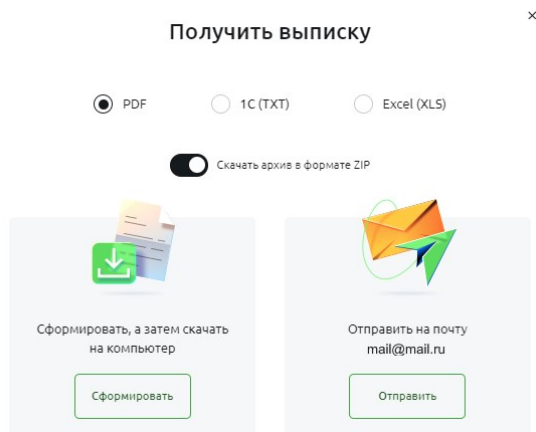 Получить выписку
PDF
1C (TXT)
Excel (XLS)
Скачать архив в формате ZIP
Сформировать, а затем скачать
на компьютер
Сформировать
Отправить на почту
mail@mail.ru
Отправить